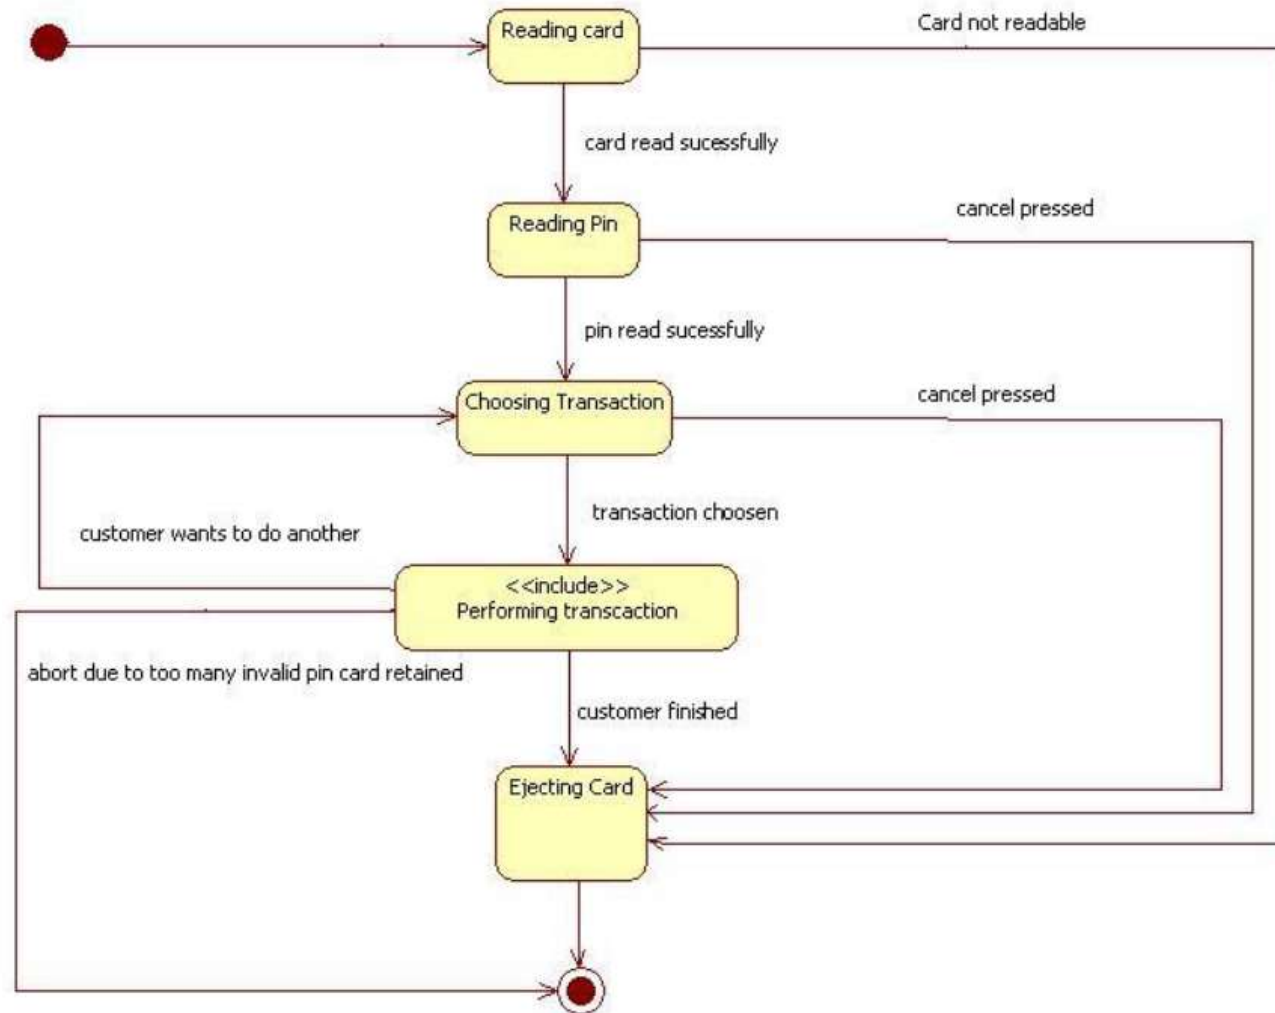 Reading card
Card not readable
card read sucessfully
Reading Pin
cancel pressed
pin read sucessfully
Choosing Transaction
cancel pressed
transaction choosen
customer wants to do another
<<include>>
Performing transcaction
abort due to too many invalid pin card retained
customer finished
Ejecting Card